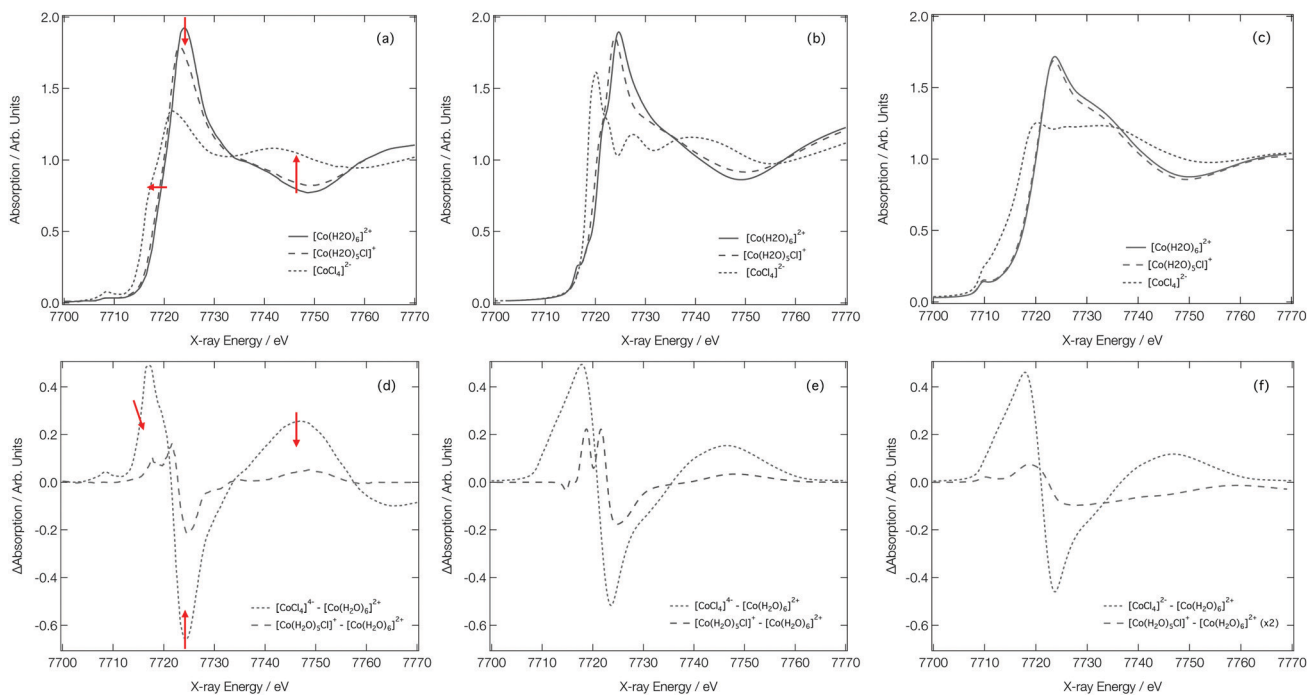 (a)
2.0
1.5
1.0
0.5
0.0
Absorption / Arb. Units
[Co(H2O)₆]²⁺
[Co(H2O)₅Cl]⁺
[CoCl₄]²⁻
7700 7710 7720 7730 7740 7750 7760 7770
X-ray Energy / eV
(b)
2.0
1.5
1.0
0.5
0.0
Absorption / Arb. Units
[Co(H2O)₆]²⁺
[Co(H2O)₅Cl]⁺
[CoCl₄]²⁻
7700 7710 7720 7730 7740 7750 7760 7770
X-ray Energy / eV
(c)
2.0
1.5
1.0
0.5
0.0
Absorption / Arb. Units
[Co(H2O)₆]²⁺
[Co(H2O)₅Cl]⁺
[CoCl₄]²⁻
7700 7710 7720 7730 7740 7750 7760 7770
X-ray Energy / eV
(d)
0.4
0.2
0.0
-0.2
-0.4
-0.6
ΔAbsorption / Arb. Units
[CoCl₄]⁴⁻ - [Co(H₂O)₆]²⁺
[Co(H₂O)₅Cl]⁺ - [Co(H₂O)₆]²⁺
7700 7710 7720 7730 7740 7750 7760 7770
X-ray Energy / eV
(e)
0.4
0.2
0.0
-0.2
-0.4
-0.6
ΔAbsorption / Arb. Units
[CoCl₄]⁴⁻ - [Co(H₂O)₆]²⁺
[Co(H₂O)₅Cl]⁺ - [Co(H₂O)₆]²⁺
7700 7710 7720 7730 7740 7750 7760 7770
X-ray Energy / eV
(f)
0.4
0.2
0.0
-0.2
-0.4
-0.6
ΔAbsorption / Arb. Units
[CoCl₄]²⁻ - [Co(H₂O)₆]²⁺
[Co(H₂O)₅Cl]⁺ - [Co(H₂O)₆]²⁺ (x2)
7700 7710 7720 7730 7740 7750 7760 7770
X-ray Energy / eV